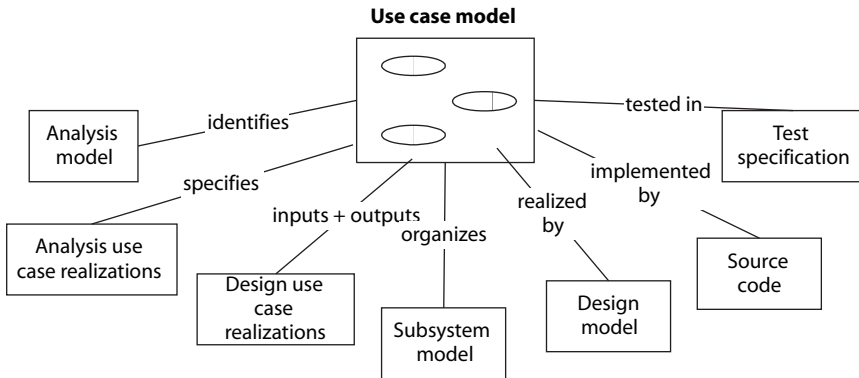 Use case model
identifies
tested in
Analysis
model
Test
specification
specifies
implemented
by
inputs + outputs
realized
by
organizes
Analysis use
case realizations
Source
code
Design use
case
realizations
Design
model
Subsystem
model